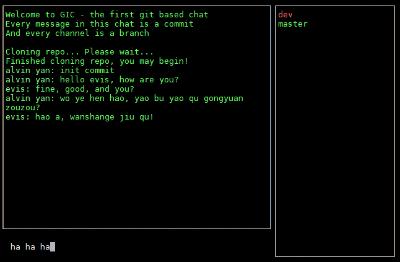 Welcome to GIC - the first git based chat
Every message in this chat is a commit
And every channel is a branch
Cloning repo... Please wait...
Finished cloning repo, you may begin!
alvin yan: init commit
alvin yan: hello evis, how are you?
evis: fine, good, and you?
alvin yan: wo ye hen hao, yao bu yao qu gongyuan
zouzou?
evis: hao a, wanshange jiu qu!
ha ha ha
dev
master